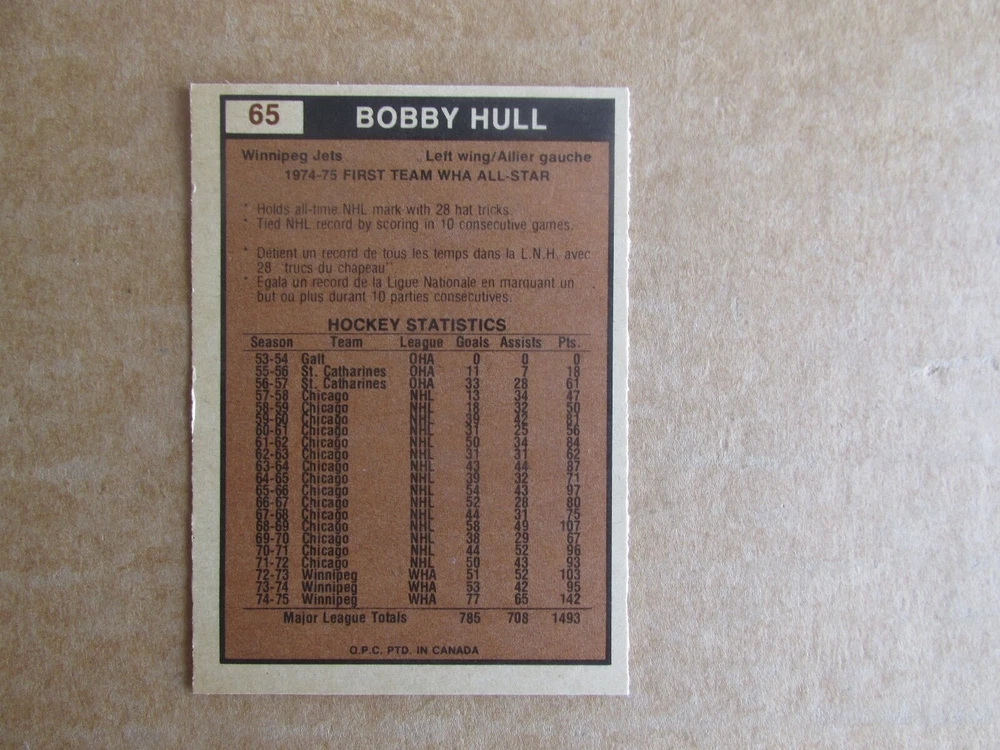 65 BOBBY HULL
Winnipeg Jets Left wing/Ailier gauche
1974-75 FIRST TEAM WHA ALL-STAR
* Holds all-time NHL mark with 28 hat tricks.
* Tied NHL record by scoring in 10 consecutive games.
* Détient un record de tous les temps dans la L.N.H. avec
28 "trucs du chapeau"
* Egala un record de la Ligue Nationale en marquant un
but ou plus durant 10 parties consecutives.
HOCKEY STATISTICS
Season Team League Goals Assists Pts.
53-54 Galt OHA 0 0 0
55-56 St. Catharines OHA 11 7 18
56-57 St. Catharines OHA 33 28 61
57-58 Chicago NHL 13 34 47
58-59 Chicago NHL 18 32 50
59-60 Chicago NHL 39 42 81
60-61 Chicago NHL 31 25 56
61-62 Chicago NHL 50 34 84
62-63 Chicago NHL 31 31 62
63-64 Chicago NHL 43 44 87
64-65 Chicago NHL 39 32 71
65-66 Chicago NHL 54 43 97
66-67 Chicago NHL 52 28 80
67-68 Chicago NHL 44 31 75
68-69 Chicago NHL 58 49 107
69-70 Chicago NHL 38 29 67
70-71 Chicago NHL 44 52 96
71-72 Chicago NHL 50 43 93
72-73 Winnipeg WHA 51 52 103
73-74 Winnipeg WHA 53 42 95
74-75 Winnipeg WHA 77 65 142
Major League Totals 785 708 1493
O.P.C. PTD. IN CANADA